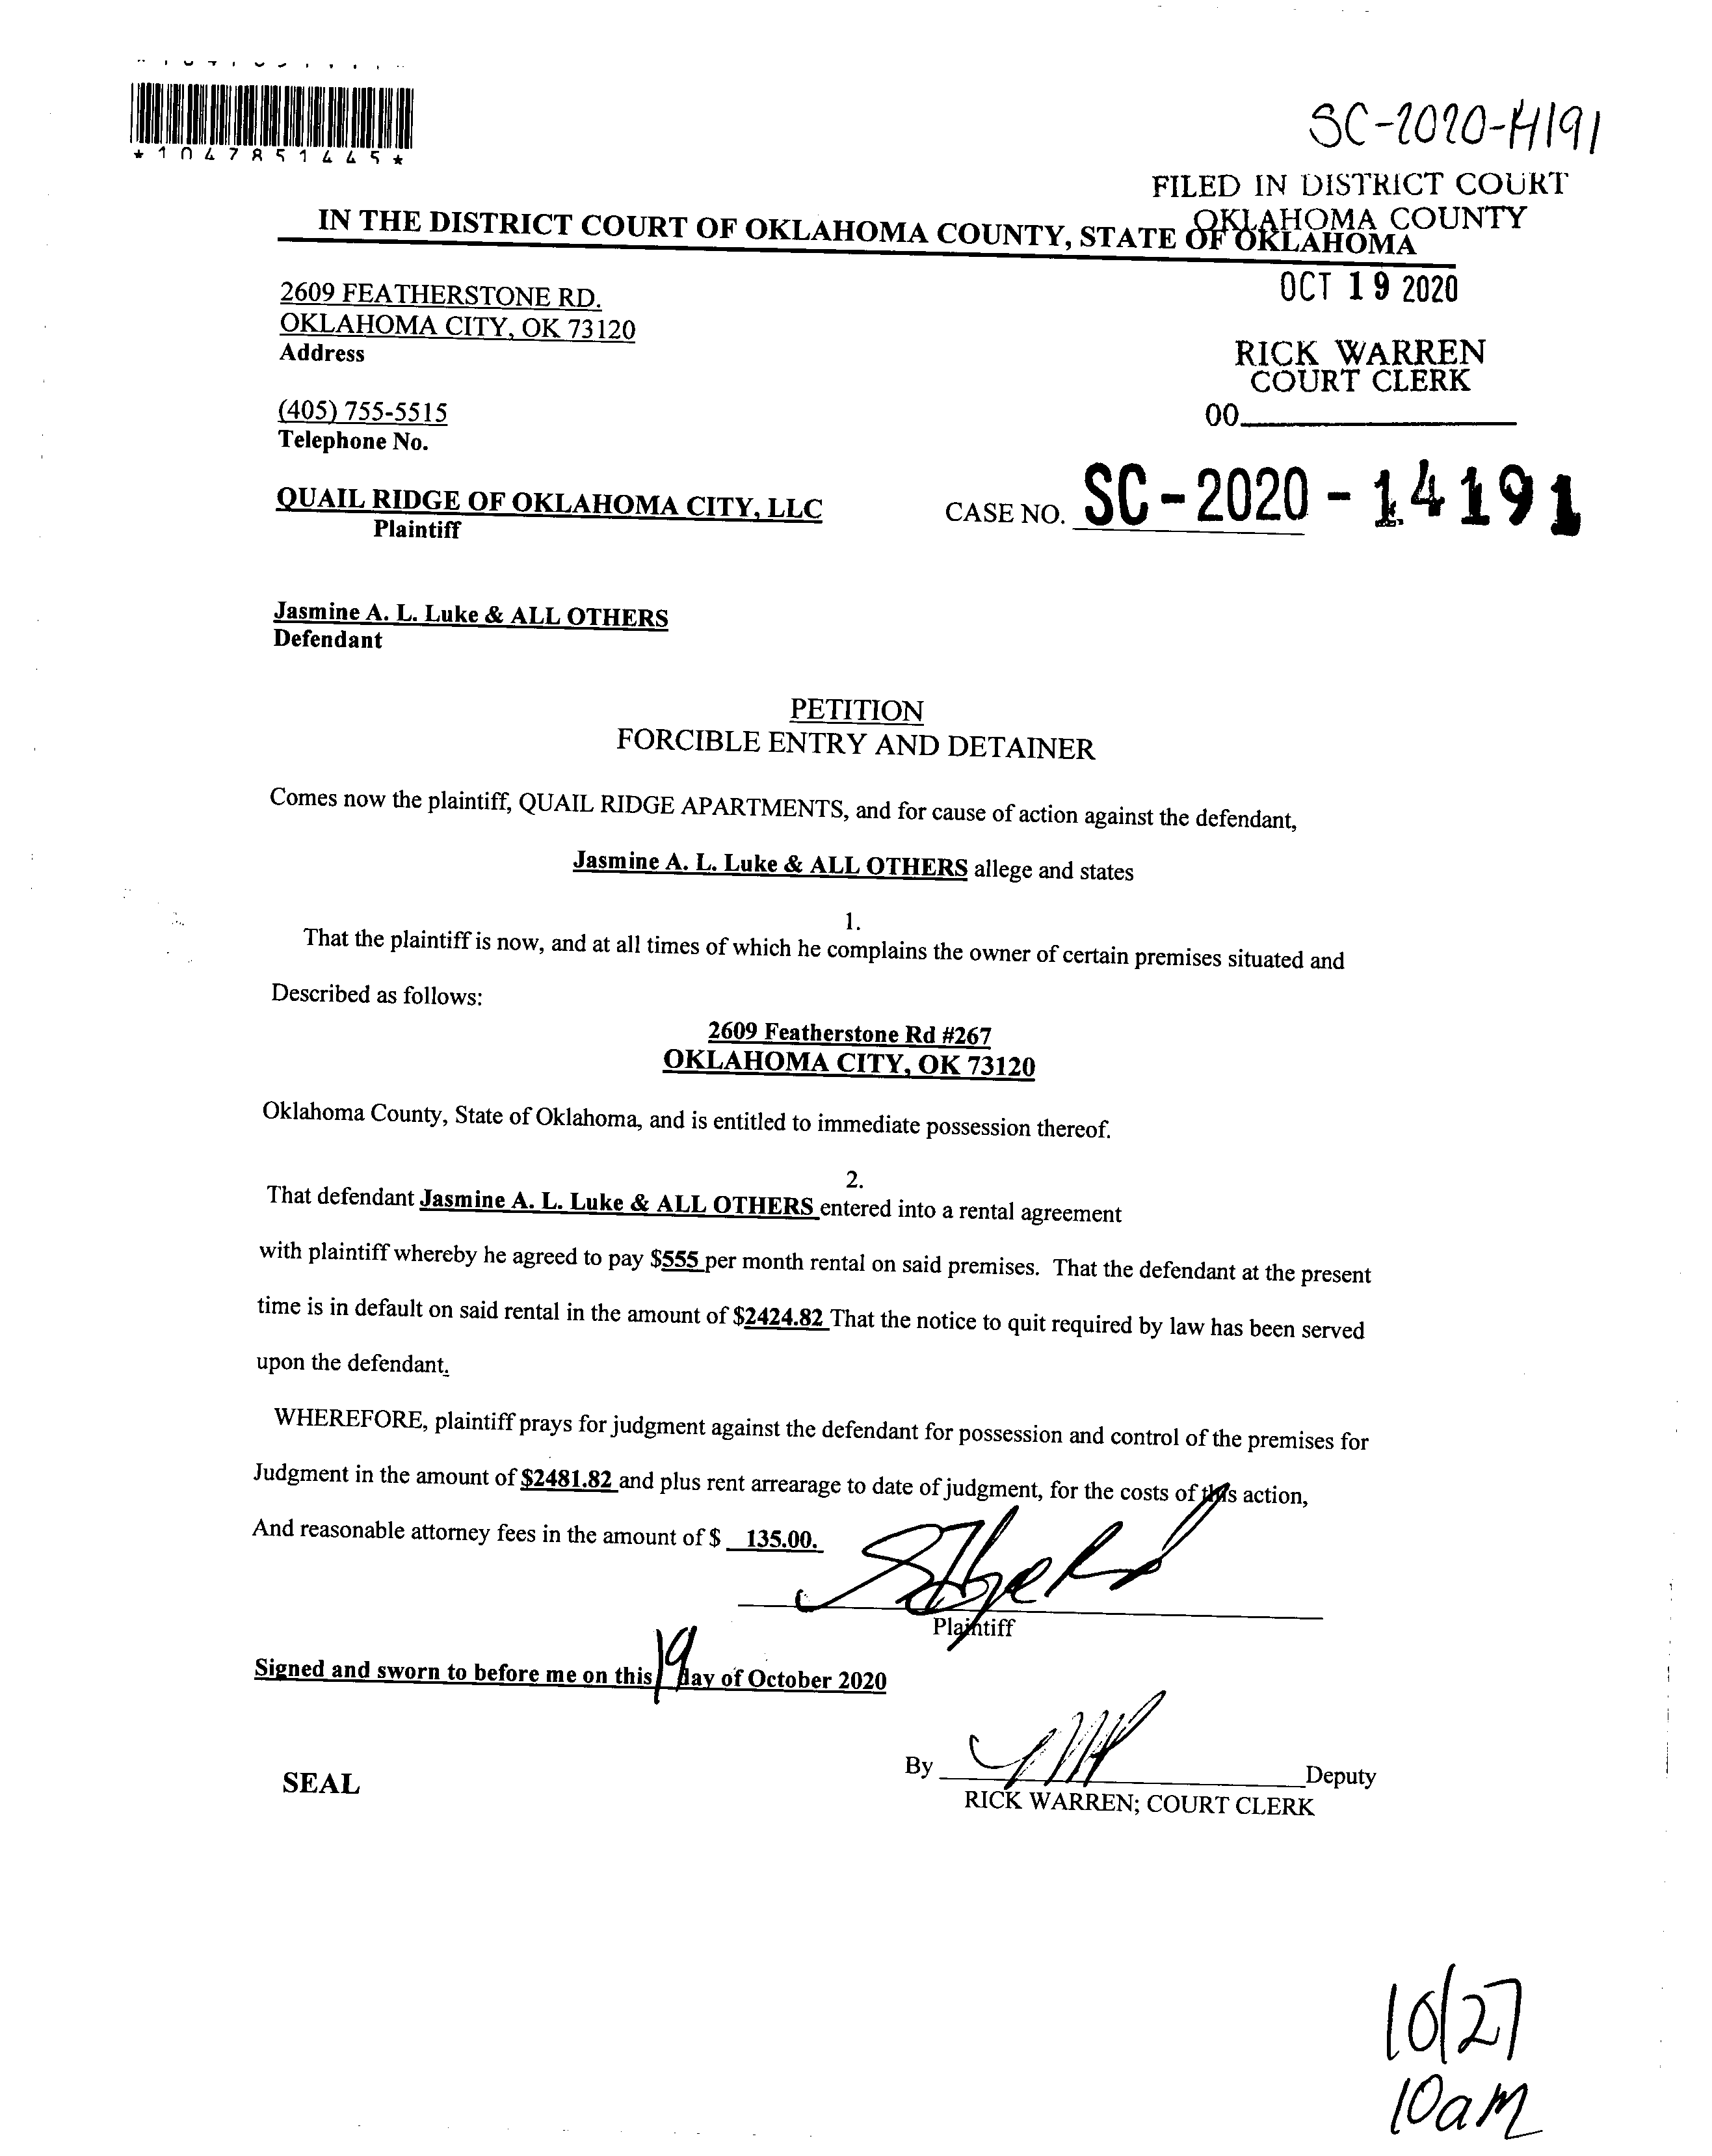 *1047851445*
SC-2020-14191
FILED IN DISTRICT COURT
OKLAHOMA COUNTY
IN THE DISTRICT COURT OF OKLAHOMA COUNTY, STATE OF OKLAHOMA
OCT 19 2020
2609 FEATHERSTONE RD.
OKLAHOMA CITY, OK 73120
Address
RICK WARREN
COURT CLERK
(405) 755-5515
Telephone No.
00
QUAIL RIDGE OF OKLAHOMA CITY, LLC
Plaintiff
CASE NO. SC-2020-14191
Jasmine A. L. Luke & ALL OTHERS
Defendant
PETITION
FORCIBLE ENTRY AND DETAINER
Comes now the plaintiff, QUAIL RIDGE APARTMENTS, and for cause of action against the defendant,
Jasmine A. L. Luke & ALL OTHERS allege and states
1.
That the plaintiff is now, and at all times of which he complains the owner of certain premises situated and
Described as follows:
2609 Featherstone Rd #267
OKLAHOMA CITY, OK 73120
Oklahoma County, State of Oklahoma, and is entitled to immediate possession thereof.
2.
That defendant Jasmine A. L. Luke & ALL OTHERS entered into a rental agreement
with plaintiff whereby he agreed to pay $555 per month rental on said premises. That the defendant at the present
time is in default on said rental in the amount of $2424.82 That the notice to quit required by law has been served
upon the defendant.
WHEREFORE, plaintiff prays for judgment against the defendant for possession and control of the premises for
Judgment in the amount of $2481.82 and plus rent arrearage to date of judgment, for the costs of this action,
And reasonable attorney fees in the amount of $ 135.00.
Plaintiff
Signed and sworn to before me on this 19 day of October 2020
By Deputy
SEAL
RICK WARREN; COURT CLERK
10/27
10am